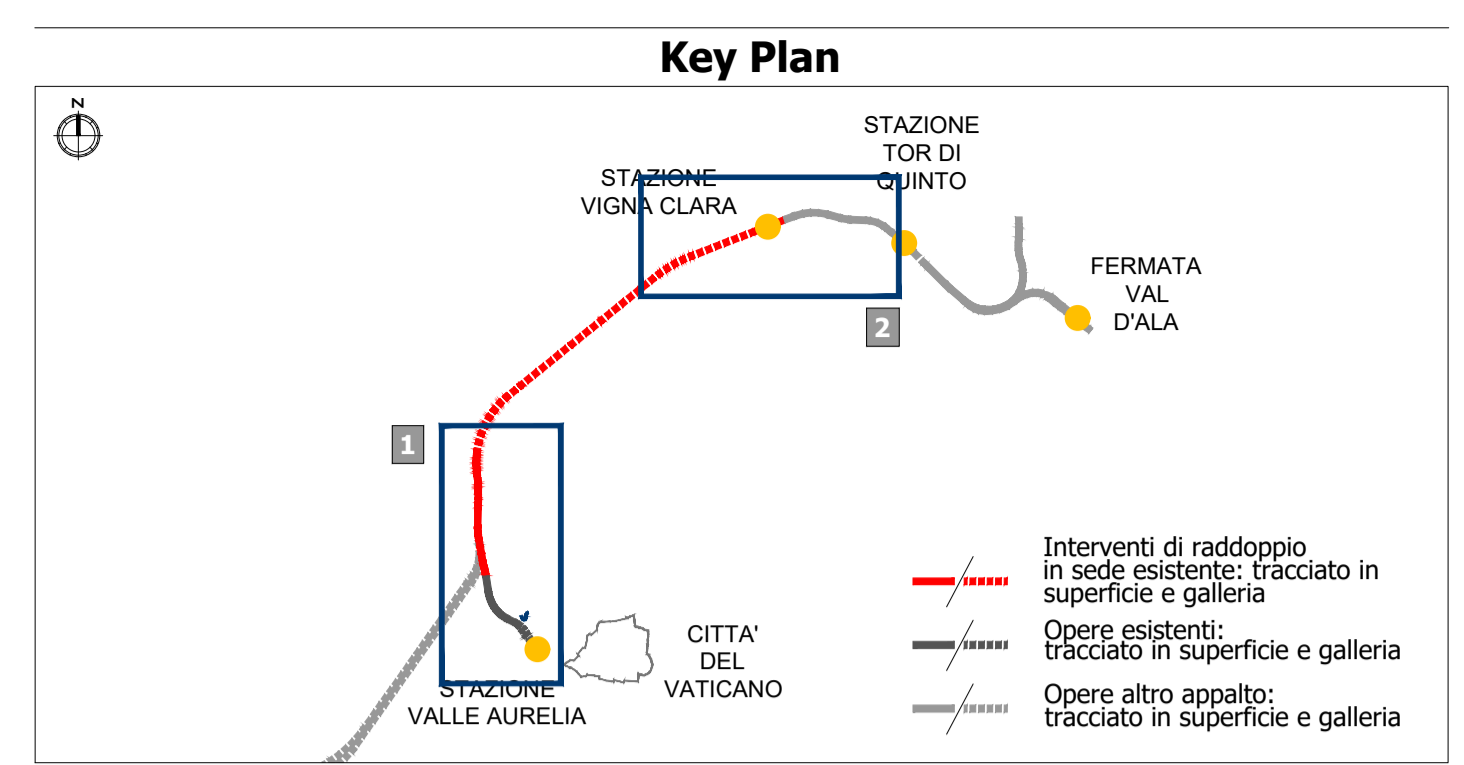 Key Plan
N
STAZIONE
TOR DI
QUINTO
STAZIONE
VIGNA CLARA
FERMATA
VAL
D'ALA
2
1
CITTA'
DEL
VATICANO
STAZIONE
VALLE AURELIA
Interventi di raddoppio
in sede esistente: tracciato in
superficie e galleria
Opere esistenti:
tracciato in superficie e galleria
Opere altro appalto:
tracciato in superficie e galleria